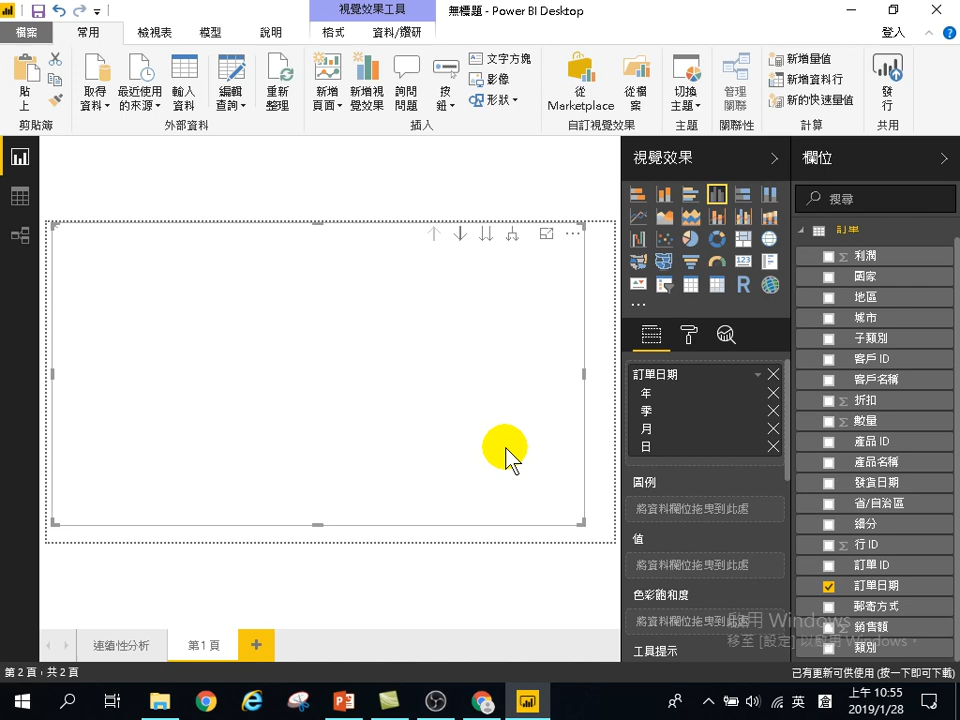 視覺效果工具
無標題 - Power BI Desktop
檔案
常用
檢視表
模型
說明
格式
資料/鑽研
登入
貼上
取得資料
最近使用的來源
輸入資料
編輯查詢
重新整理
新增頁面
新增視覺效果
詢問問題
按鈕
文字方塊
影像
形狀
從 Marketplace
從檔案
切換主題
管理關聯
新增量值
新增資料行
新的快速量值
發行
剪貼簿
外部資料
插入
自訂視覺效果
主題
關聯性
計算
共用
視覺效果
欄位
搜尋
訂單
利潤
國家
地區
城市
子類別
客戶 ID
客戶名稱
折扣
數量
產品 ID
產品名稱
發貨日期
省/自治區
細分
行 ID
訂單 ID
訂單日期
郵寄方式
銷售額
類別
訂單日期
年
季
月
日
圖例
將資料欄位拖曳到此處
值
將資料欄位拖曳到此處
色彩飽和度
將資料欄位拖曳到此處
工具提示
啟用 Windows
移至 [設定] 以啟用 Windows。
連續性分析
第 1 頁
第 2 頁，共 2 頁
已有更新可供使用 (按一下即可下載)
英
上午 10:55
2019/1/28